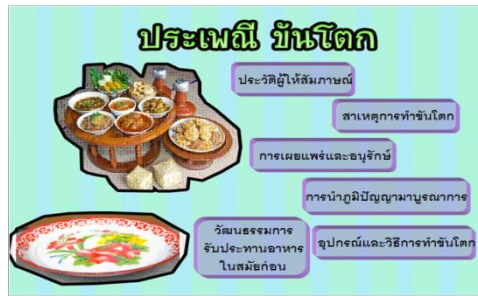 ประเพณี ขันโตก
ประวัติผู้ให้สัมภาษณ์
สาเหตุการทำขันโตก
การเผยแพร่และอนุรักษ์
การนำภูมิปัญญามาบูรณาการ
วัฒนธรรมการ
รับประทานอาหาร
ในสมัยก่อน
อุปกรณ์และวิธีการทำขันโตก